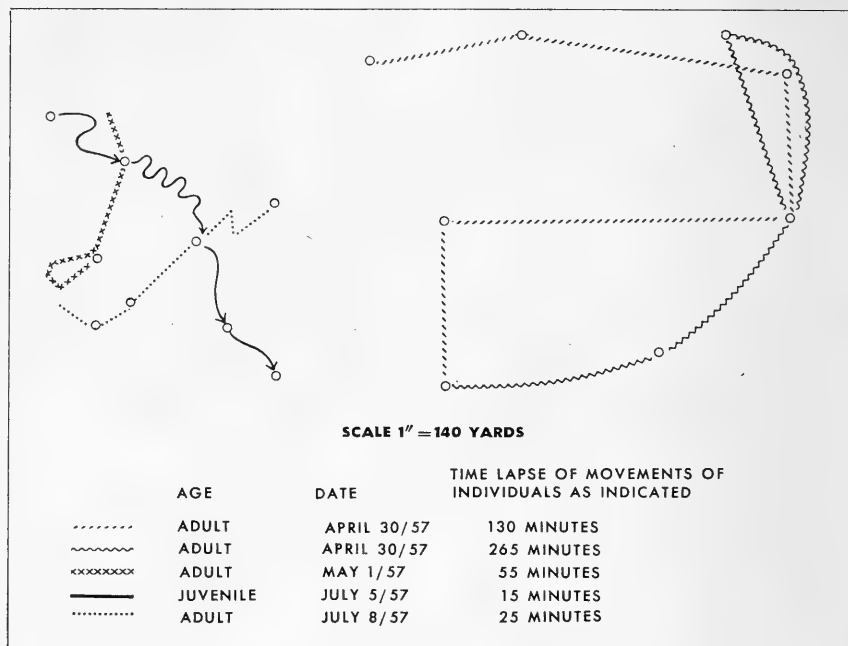 SCALE 1" = 140 YARDS
AGE DATE TIME LAPSE OF MOVEMENTS OF
INDIVIDUALS AS INDICATED
ADULT APRIL 30/57 130 MINUTES
ADULT APRIL 30/57 265 MINUTES
ADULT MAY 1/57 55 MINUTES
JUVENILE JULY 5/57 15 MINUTES
ADULT JULY 8/57 25 MINUTES